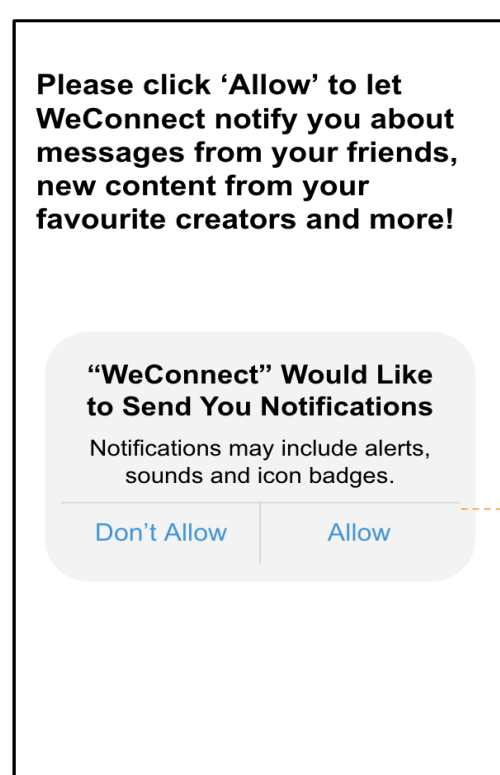 Please click ‘Allow’ to let
WeConnect notify you about
messages from your friends,
new content from your
favourite creators and more!
“WeConnect” Would Like
to Send You Notifications
Notifications may include alerts,
sounds and icon badges.
Don’t Allow
Allow